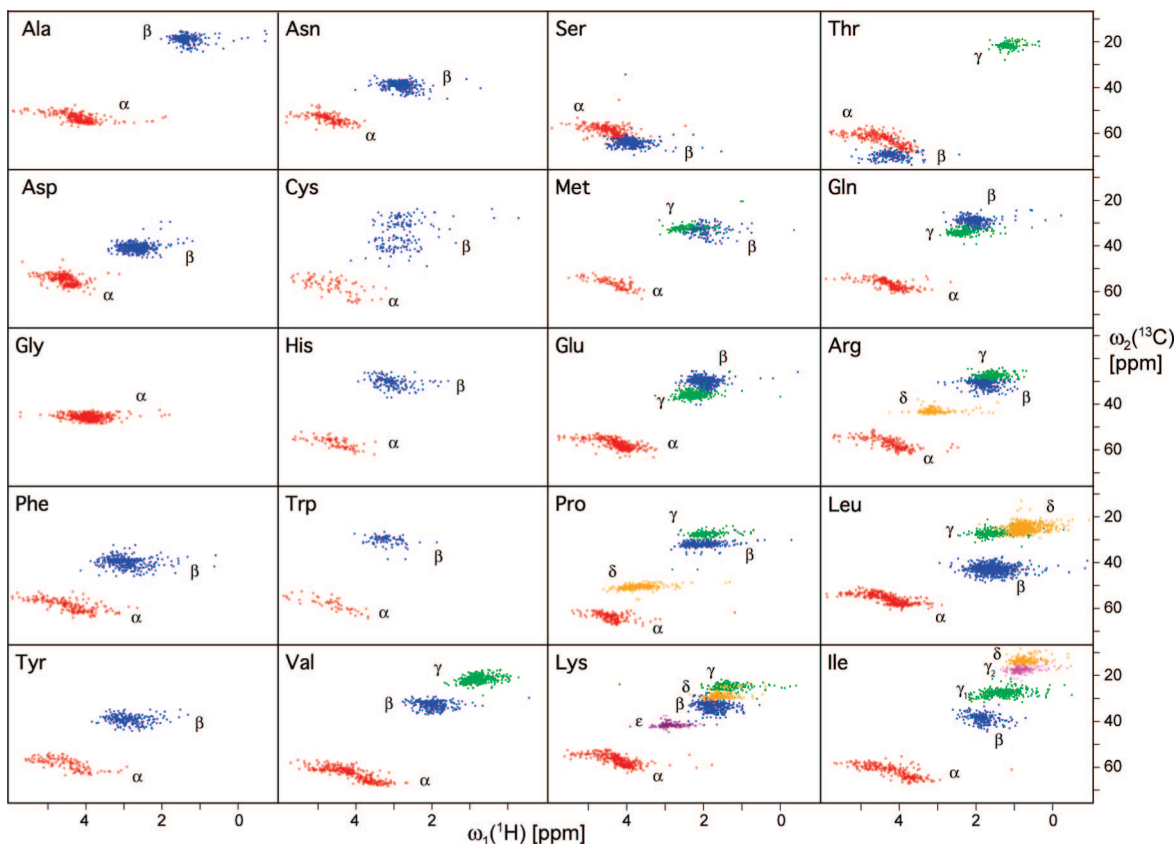 Ala β α
Asn β α
Ser α β
Thr γ α β
20
40
60
Asp β α
Cys β α
Met γ β α
Gln β γ α
20
40
60
Gly α
His β α
Glu β γ α
Arg γ δ β α
ω₂(¹³C)
[ppm]
20
40
60
Phe β α
Trp β α
Pro γ β δ α
Leu δ γ β α
20
40
60
Tyr β α
Val γ β α
Lys γ δ β ε α
Ile δ γ₂ γ₁ β α
20
40
60
4 2 0
4 2
4 2 0
4 2 0
ω₁(¹H) [ppm]